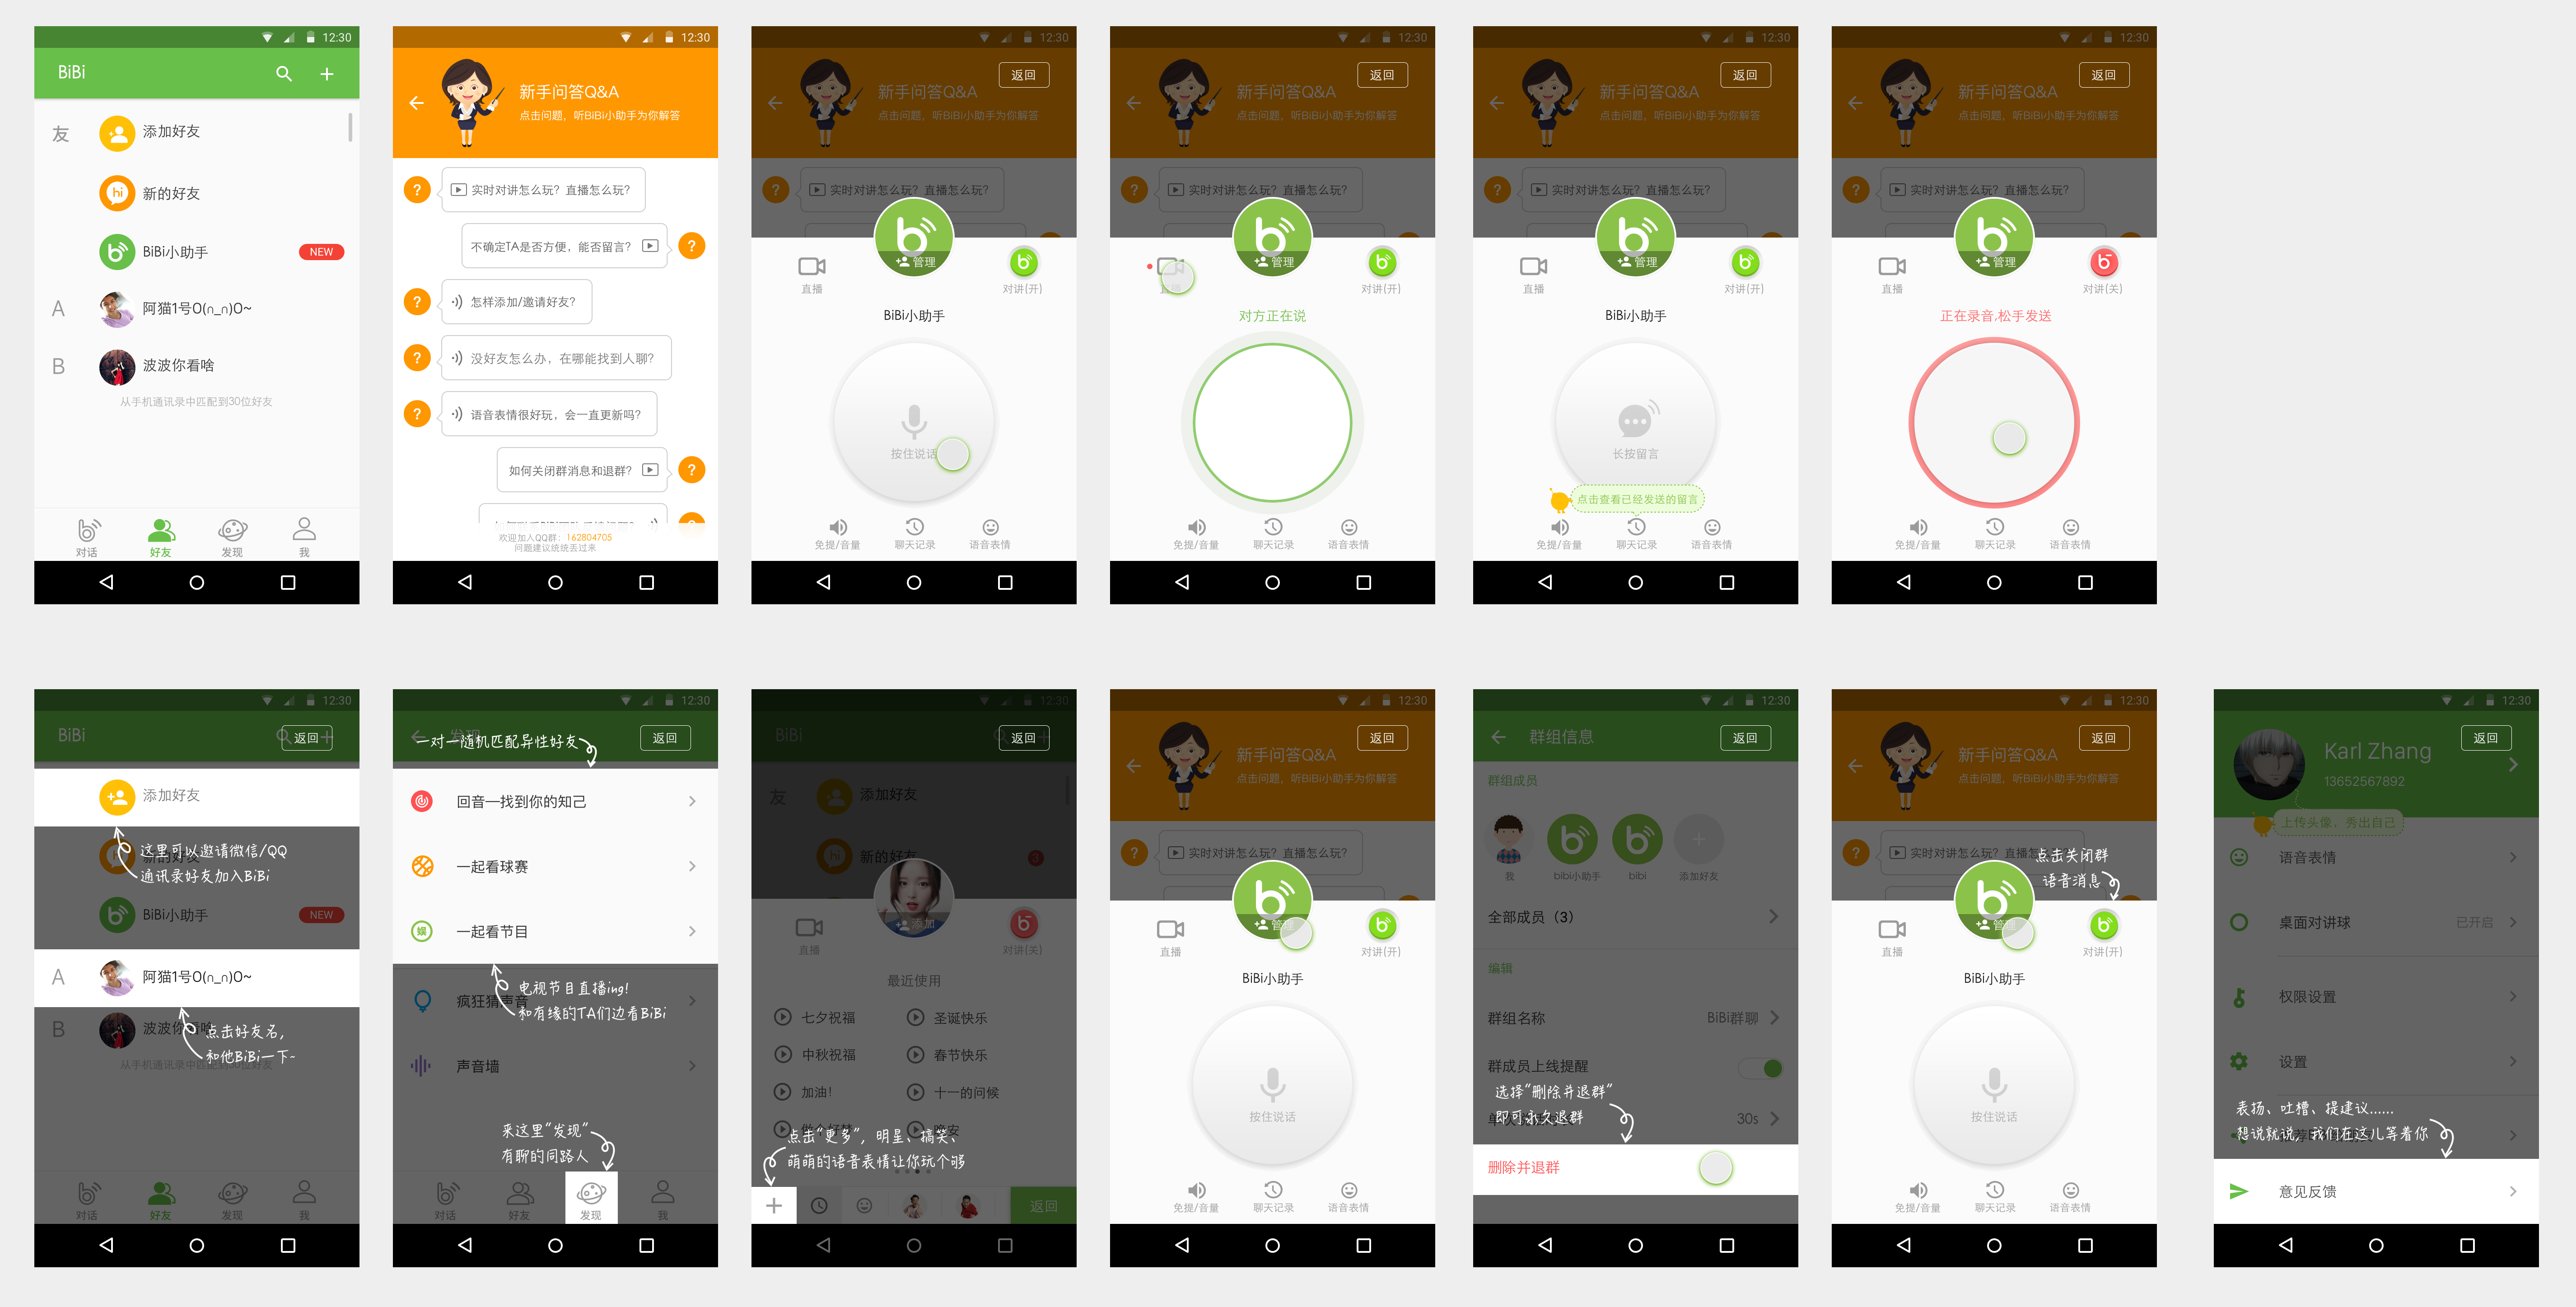 12:30
BiBi
友
添加好友
新的好友
BiBi小助手
NEW
A
阿猫1号O(∩_∩)O~
B
波波你看啥
从手机通讯录中匹配到30位好友
对话
好友
发现
我
12:30
新手问答Q&A
点击问题，听BiBi小助手为你解答
实时对讲怎么玩？直播怎么玩？
不确定TA是否方便，能否留言？
怎样添加/邀请好友？
没好友怎么办，在哪能找到人聊？
语音表情很好玩，会一直更新吗？
如何关闭群消息和退群？
欢迎加入QQ群：162804705
问题建议统统丢过来
12:30
返回
新手问答Q&A
点击问题，听BiBi小助手为你解答
实时对讲怎么玩？直播怎么玩？
管理
直播
对讲(开)
BiBi小助手
按住说话
免提/音量
聊天记录
语音表情
12:30
返回
新手问答Q&A
点击问题，听BiBi小助手为你解答
实时对讲怎么玩？直播怎么玩？
管理
直播
对讲(开)
对方正在说
免提/音量
聊天记录
语音表情
12:30
返回
新手问答Q&A
点击问题，听BiBi小助手为你解答
实时对讲怎么玩？直播怎么玩？
管理
直播
对讲(开)
BiBi小助手
长按留言
点击查看已经发送的留言
免提/音量
聊天记录
语音表情
12:30
返回
新手问答Q&A
点击问题，听BiBi小助手为你解答
实时对讲怎么玩？直播怎么玩？
管理
直播
对讲(关)
正在录音,松手发送
免提/音量
聊天记录
语音表情
12:30
BiBi
返回
添加好友
新的好友
这里可以邀请微信/QQ
通讯录好友加入BiBi
BiBi小助手
NEW
A
阿猫1号O(∩_∩)O~
B
波波你看啥
点击好友名，
和他BiBi一下~
从手机通讯录中匹配到30位好友
对话
好友
发现
我
12:30
发现
返回
一对一随机匹配异性好友
回音—找到你的知己
一起看球赛
一起看节目
疯狂猜声音
电视节目直播ing!
和有缘的TA们边看BiBi
声音墙
来这里“发现”
有聊的同路人
对话
好友
发现
我
12:30
BiBi
返回
友
添加好友
新的好友
3
添加
直播
对讲(关)
最近使用
七夕祝福
圣诞快乐
中秋祝福
春节快乐
加油!
十一的问候
做个好梦
晚安
点击“更多”，明星、搞笑、
萌萌的语音表情让你玩个够
返回
12:30
返回
新手问答Q&A
点击问题，听BiBi小助手为你解答
实时对讲怎么玩？直播怎么玩？
管理
直播
对讲(开)
BiBi小助手
按住说话
免提/音量
聊天记录
语音表情
12:30
群组信息
返回
群组成员
我
bibi小助手
bibi
添加好友
全部成员（3）
编辑
群组名称
BiBi群聊
群成员上线提醒
选择“删除并退群”
即可永久退群
30s
删除并退群
12:30
返回
新手问答Q&A
点击问题，听BiBi小助手为你解答
实时对讲怎么玩？直播怎么玩？
点击关闭群
语音消息
管理
直播
对讲(开)
BiBi小助手
按住说话
免提/音量
聊天记录
语音表情
12:30
返回
Karl Zhang
13652567892
上传头像，秀出自己
语音表情
桌面对讲球
已开启
权限设置
设置
表扬、吐槽、提建议......
想说就说，我们在这儿等着你
意见反馈